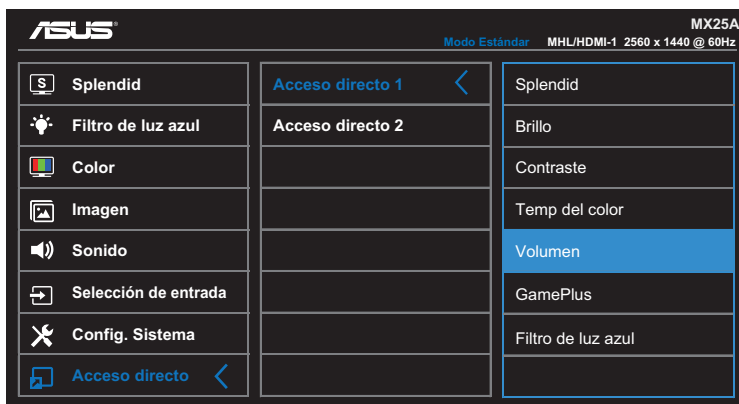 ASUS
MX25A
Modo Estándar MHL/HDMI-1 2560 x 1440 @ 60Hz
S Splendid
Filtro de luz azul
Color
Imagen
Sonido
Selección de entrada
Config. Sistema
Acceso directo
Acceso directo 1
Acceso directo 2
Splendid
Brillo
Contraste
Temp del color
Volumen
GamePlus
Filtro de luz azul